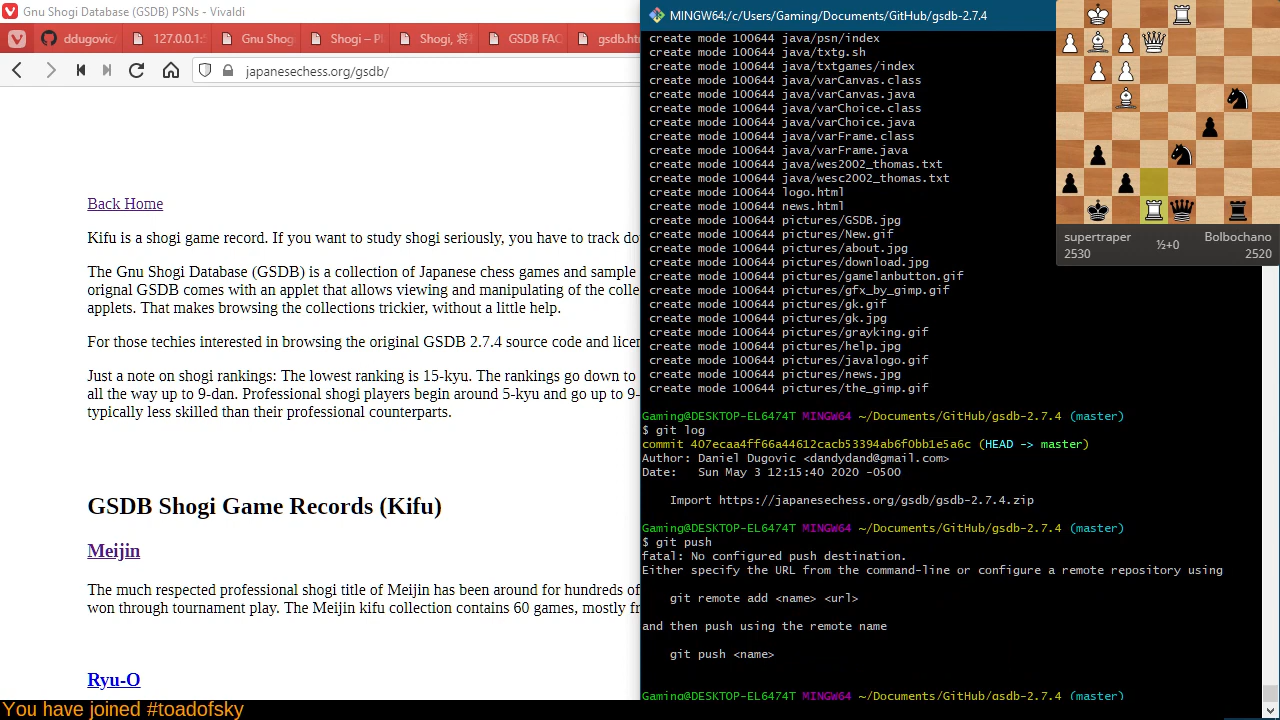 Gnu Shogi Database (GSDB) PSNs - Vivaldi
ddugovic
127.0.0.1:
Gnu Shog
Shogi – Pl
Shogi, 将
GSDB FAC
gsdb.ht
japanesechess.org/gsdb/
Back Home
Kifu is a shogi game record. If you want to study shogi seriously, you have to track do
The Gnu Shogi Database (GSDB) is a collection of Japanese chess games and sample
orignal GSDB comes with an applet that allows viewing and manipulating of the colle
applets. That makes browsing the collections trickier, without a little help.
For those techies interested in browsing the original GSDB 2.7.4 source code and licen
Just a note on shogi rankings: The lowest ranking is 15-kyu. The rankings go down to
all the way up to 9-dan. Professional shogi players begin around 5-kyu and go up to 9-
typically less skilled than their professional counterparts.
GSDB Shogi Game Records (Kifu)
Meijin
The much respected professional shogi title of Meijin has been around for hundreds of
won through tournament play. The Meijin kifu collection contains 60 games, mostly fr
Ryu-O
You have joined #toadofsky
MINGW64:/c/Users/Gaming/Documents/GitHub/gsdb-2.7.4
create mode 100644 java/psn/index
create mode 100644 java/txtg.sh
create mode 100644 java/txtgames/index
create mode 100644 java/varCanvas.class
create mode 100644 java/varCanvas.java
create mode 100644 java/varChoice.class
create mode 100644 java/varChoice.java
create mode 100644 java/varFrame.class
create mode 100644 java/varFrame.java
create mode 100644 java/wes2002_thomas.txt
create mode 100644 java/wesc2002_thomas.txt
create mode 100644 logo.html
create mode 100644 news.html
create mode 100644 pictures/GSDB.jpg
create mode 100644 pictures/New.gif
create mode 100644 pictures/about.jpg
create mode 100644 pictures/download.jpg
create mode 100644 pictures/gamelanbutton.gif
create mode 100644 pictures/gfx_by_gimp.gif
create mode 100644 pictures/gk.gif
create mode 100644 pictures/gk.jpg
create mode 100644 pictures/grayking.gif
create mode 100644 pictures/help.jpg
create mode 100644 pictures/javalogo.gif
create mode 100644 pictures/news.jpg
create mode 100644 pictures/the_gimp.gif
Gaming@DESKTOP-EL6474T MINGW64 ~/Documents/GitHub/gsdb-2.7.4 (master)
$ git log
commit 407ecaa4ff66a44612cacb53394ab6f0bb1e5a6c (HEAD -> master)
Author: Daniel Dugovic <dandydand@gmail.com>
Date:   Sun May 3 12:15:40 2020 -0500
Import https://japanesechess.org/gsdb/gsdb-2.7.4.zip
Gaming@DESKTOP-EL6474T MINGW64 ~/Documents/GitHub/gsdb-2.7.4 (master)
$ git push
fatal: No configured push destination.
Either specify the URL from the command-line or configure a remote repository using
git remote add <name> <url>
and then push using the remote name
git push <name>
Gaming@DESKTOP-EL6474T MINGW64 ~/Documents/GitHub/gsdb-2.7.4 (master)
supertraper
2530
½+0
Bolbochano
2520